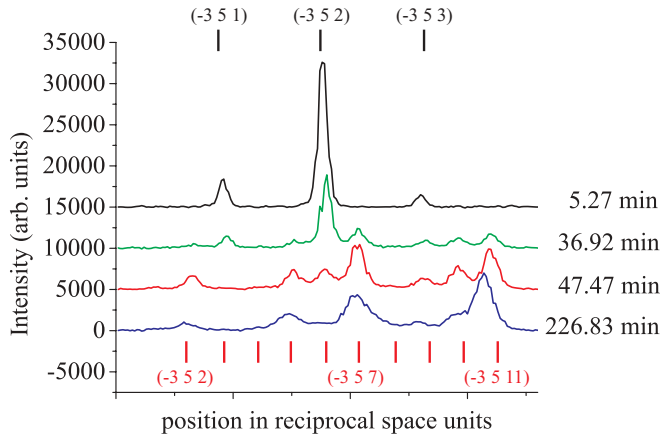 (-3 5 1) (-3 5 2) (-3 5 3)
35000
30000
25000
20000
15000
10000
5000
0
-5000
Intensity (arb. units)
5.27 min
36.92 min
47.47 min
226.83 min
(-3 5 2) (-3 5 7) (-3 5 11)
position in reciprocal space units